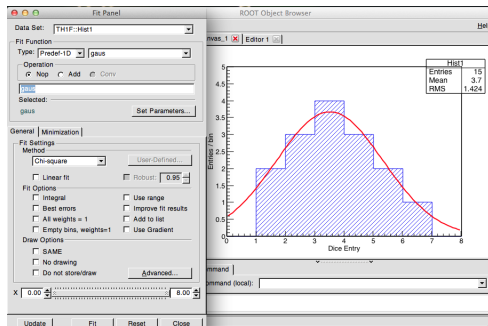 Fit Panel
Data Set: TH1F::Hist1
Fit Function
Type: Predef-1D gaus
Operation
Nop Add Conv
gaus
Selected:
gaus Set Parameters...
General Minimization
Fit Settings
Method
Chi-square User-Defined...
Linear fit Robust: 0.95
Fit Options
Integral Use range
Best errors Improve fit results
All weights = 1 Add to list
Empty bins, weights=1 Use Gradient
Draw Options
SAME
No drawing
Do not store/draw Advanced...
X 0.00 8.00
Update Fit Reset Close
ROOT Object Browser
Hel
nvas_1 Editor 1
Hist1
Entries 15
Mean 3.7
RMS 1.424
Entries / bin
5
4.5
4
3.5
3
2.5
2
1.5
1
0.5
0
0 1 2 3 4 5 6 7 8
Dice Entry
mmand
ommand (local):